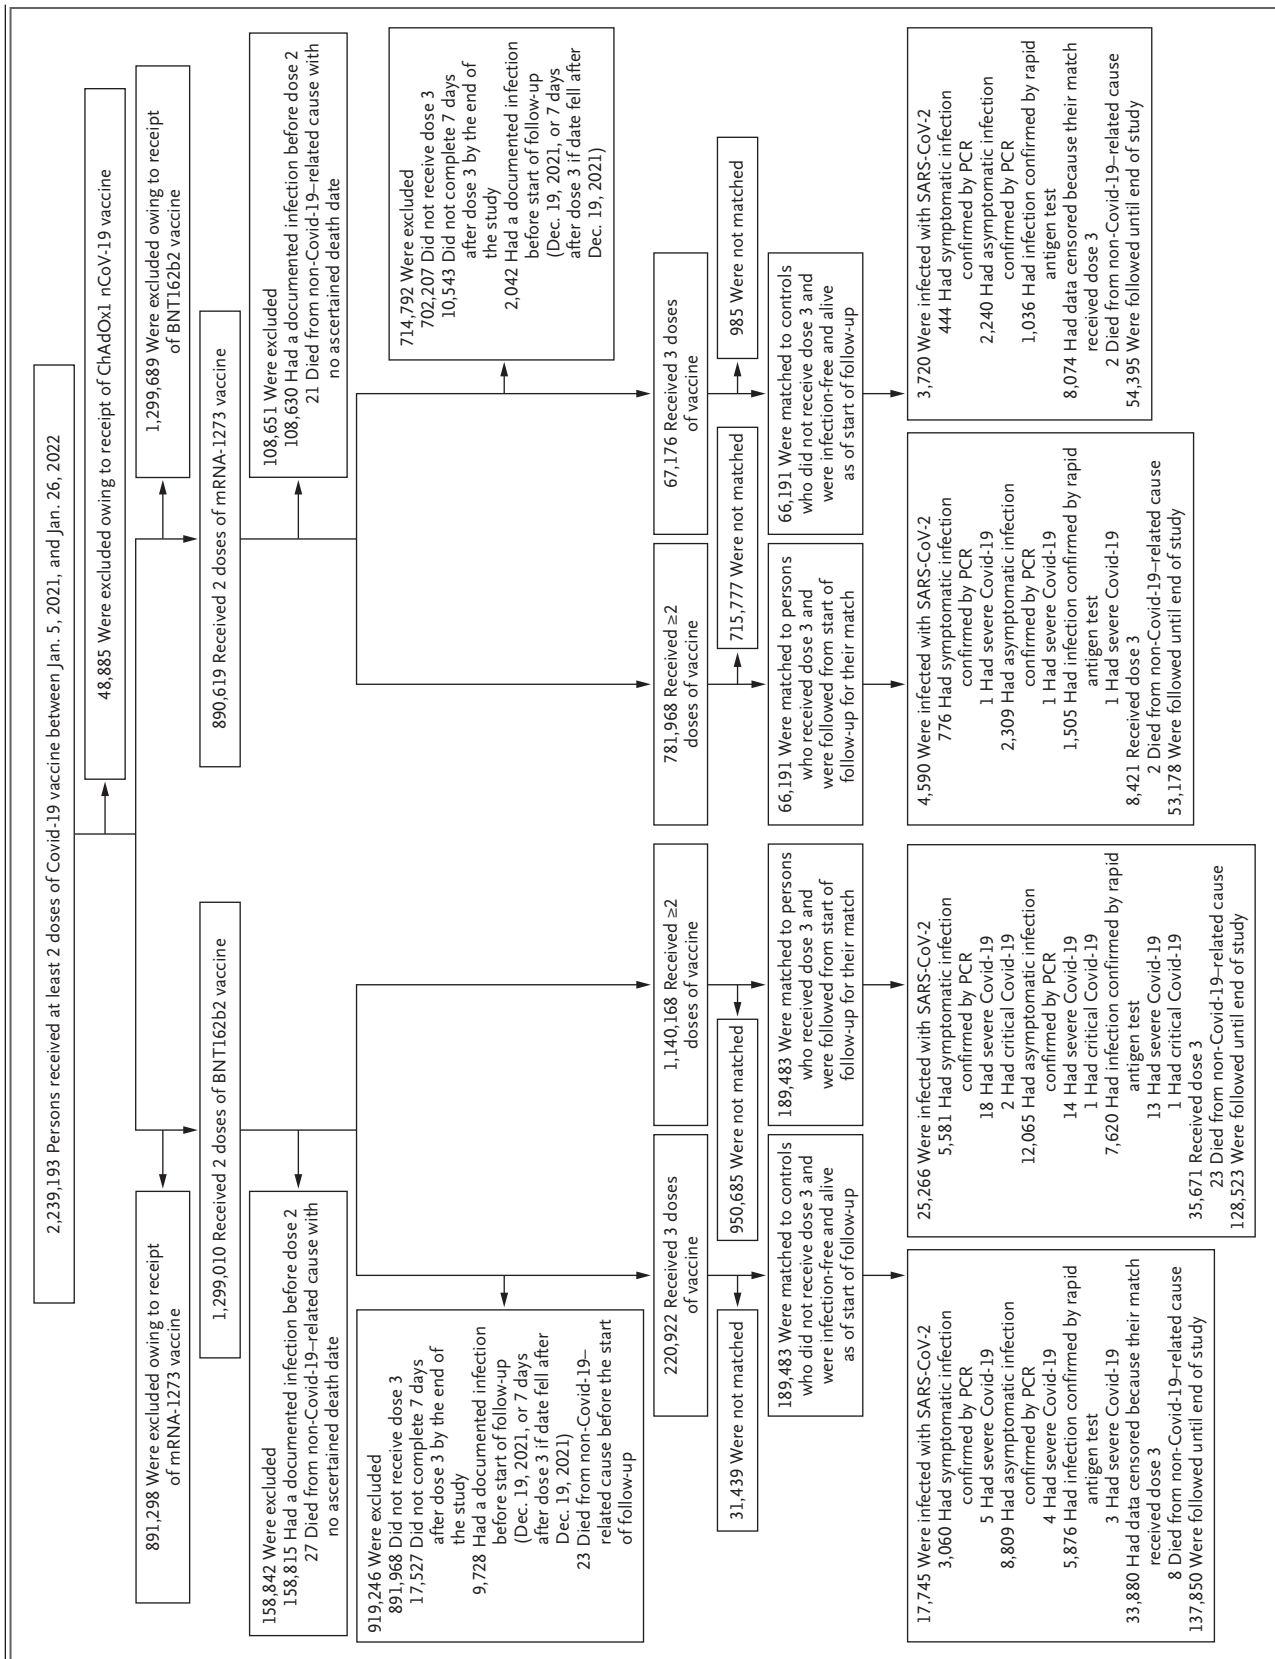 2,239,193 Persons received at least 2 doses of Covid-19 vaccine between Jan. 5, 2021, and Jan. 26, 2022
48,885 Were excluded owing to receipt of ChAdOx1 nCoV-19 vaccine
891,298 Were excluded owing to receipt
of mRNA-1273 vaccine
1,299,689 Were excluded owing to receipt
of BNT162b2 vaccine
1,299,010 Received 2 doses of BNT162b2 vaccine
890,619 Received 2 doses of mRNA-1273 vaccine
158,842 Were excluded
158,815 Had a documented infection before dose 2
27 Died from non-Covid-19–related cause with
no ascertained death date
108,651 Were excluded
108,630 Had a documented infection before dose 2
21 Died from non-Covid-19–related cause with
no ascertained death date
919,246 Were excluded
891,968 Did not receive dose 3
17,527 Did not complete 7 days
after dose 3 by the end of
the study
9,728 Had a documented infection
before start of follow-up
(Dec. 19, 2021, or 7 days
after dose 3 if date fell after
Dec. 19, 2021)
23 Died from non-Covid-19–
related cause before the start
of follow-up
714,792 Were excluded
702,207 Did not receive dose 3
10,543 Did not complete 7 days
after dose 3 by the end of
the study
2,042 Had a documented infection
before start of follow-up
(Dec. 19, 2021, or 7 days
after dose 3 if date fell after
Dec. 19, 2021)
220,922 Received 3 doses
of vaccine
1,140,168 Received ≥2
doses of vaccine
781,968 Received ≥2
doses of vaccine
67,176 Received 3 doses
of vaccine
31,439 Were not matched
950,685 Were not matched
715,777 Were not matched
985 Were not matched
189,483 Were matched to controls
who did not receive dose 3 and
were infection-free and alive
as of start of follow-up
189,483 Were matched to persons
who received dose 3 and
were followed from start of
follow-up for their match
66,191 Were matched to persons
who received dose 3 and
were followed from start of
follow-up for their match
66,191 Were matched to controls
who did not receive dose 3 and
were infection-free and alive
as of start of follow-up
17,745 Were infected with SARS-CoV-2
3,060 Had symptomatic infection
confirmed by PCR
5 Had severe Covid-19
8,809 Had asymptomatic infection
confirmed by PCR
4 Had severe Covid-19
5,876 Had infection confirmed by rapid
antigen test
3 Had severe Covid-19
33,880 Had data censored because their match
received dose 3
8 Died from non-Covid-19–related cause
137,850 Were followed until end of study
25,266 Were infected with SARS-CoV-2
5,581 Had symptomatic infection
confirmed by PCR
18 Had severe Covid-19
2 Had critical Covid-19
12,065 Had asymptomatic infection
confirmed by PCR
14 Had severe Covid-19
1 Had critical Covid-19
7,620 Had infection confirmed by rapid
antigen test
13 Had severe Covid-19
1 Had critical Covid-19
35,671 Received dose 3
23 Died from non-Covid-19–related cause
128,523 Were followed until end of study
4,590 Were infected with SARS-CoV-2
776 Had symptomatic infection
confirmed by PCR
1 Had severe Covid-19
2,309 Had asymptomatic infection
confirmed by PCR
1 Had severe Covid-19
1,505 Had infection confirmed by rapid
antigen test
1 Had severe Covid-19
8,421 Received dose 3
2 Died from non-Covid-19–related cause
53,178 Were followed until end of study
3,720 Were infected with SARS-CoV-2
444 Had symptomatic infection
confirmed by PCR
2,240 Had asymptomatic infection
confirmed by PCR
1,036 Had infection confirmed by rapid
antigen test
8,074 Had data censored because their match
received dose 3
2 Died from non-Covid-19–related cause
54,395 Were followed until end of study